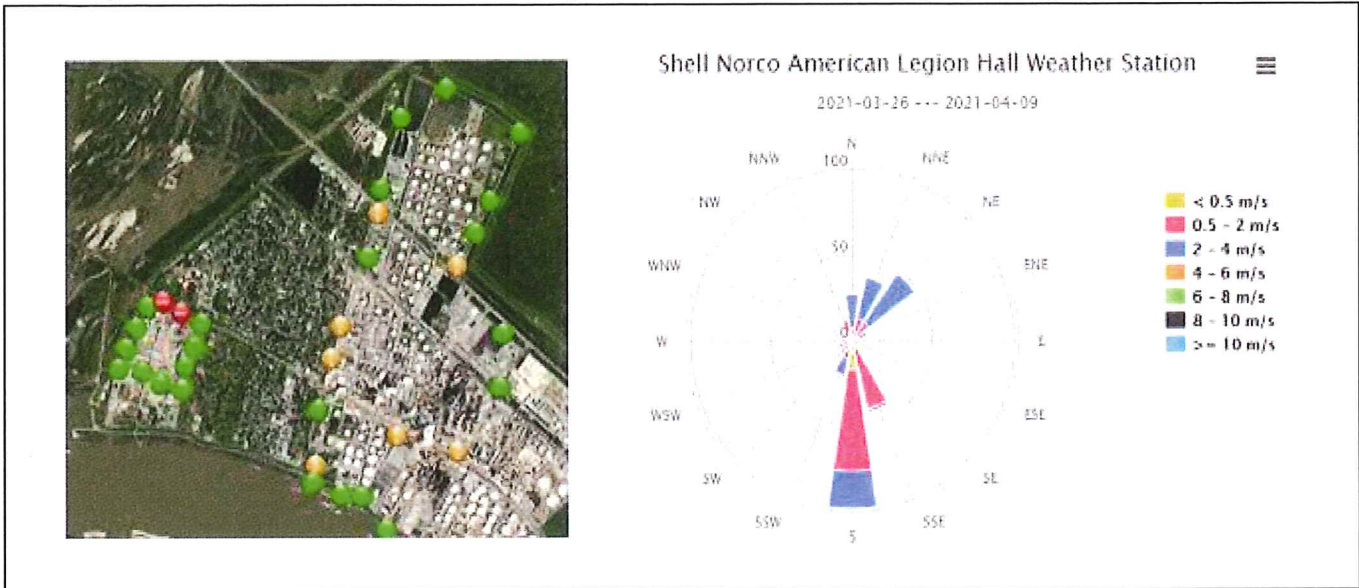 Shell Norco American Legion Hall Weather Station
2021-03-26 --- 2021-04-09
N
100
NNW
NNE
NW
NE
50
WNW
ENE
0
W
E
WSW
ESE
SW
SE
SSW
SSE
S
< 0.5 m/s
0.5 - 2 m/s
2 - 4 m/s
4 - 6 m/s
6 - 8 m/s
8 - 10 m/s
>= 10 m/s